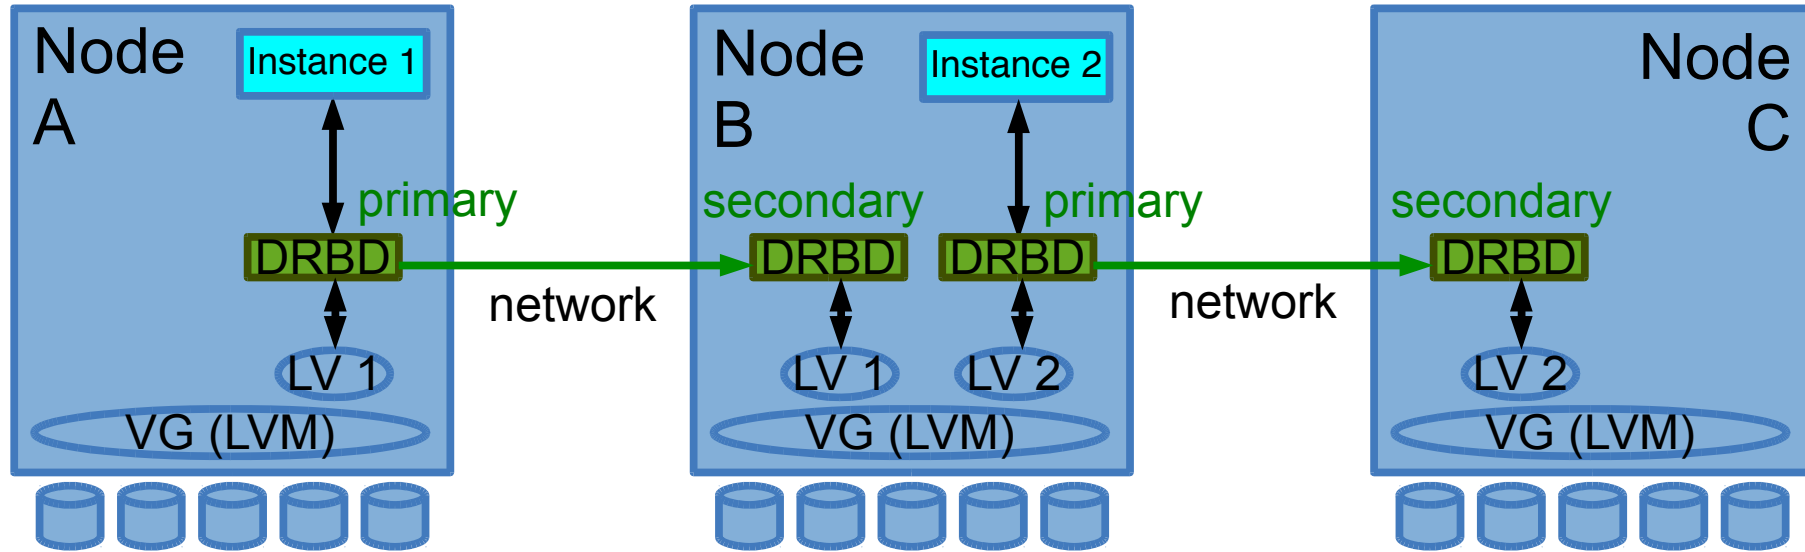 Node
A
Instance 1
primary
DRBD
LV 1
VG (LVM)
network
Node
B
Instance 2
secondary
primary
DRBD
DRBD
LV 1
LV 2
VG (LVM)
network
Node
C
secondary
DRBD
LV 2
VG (LVM)